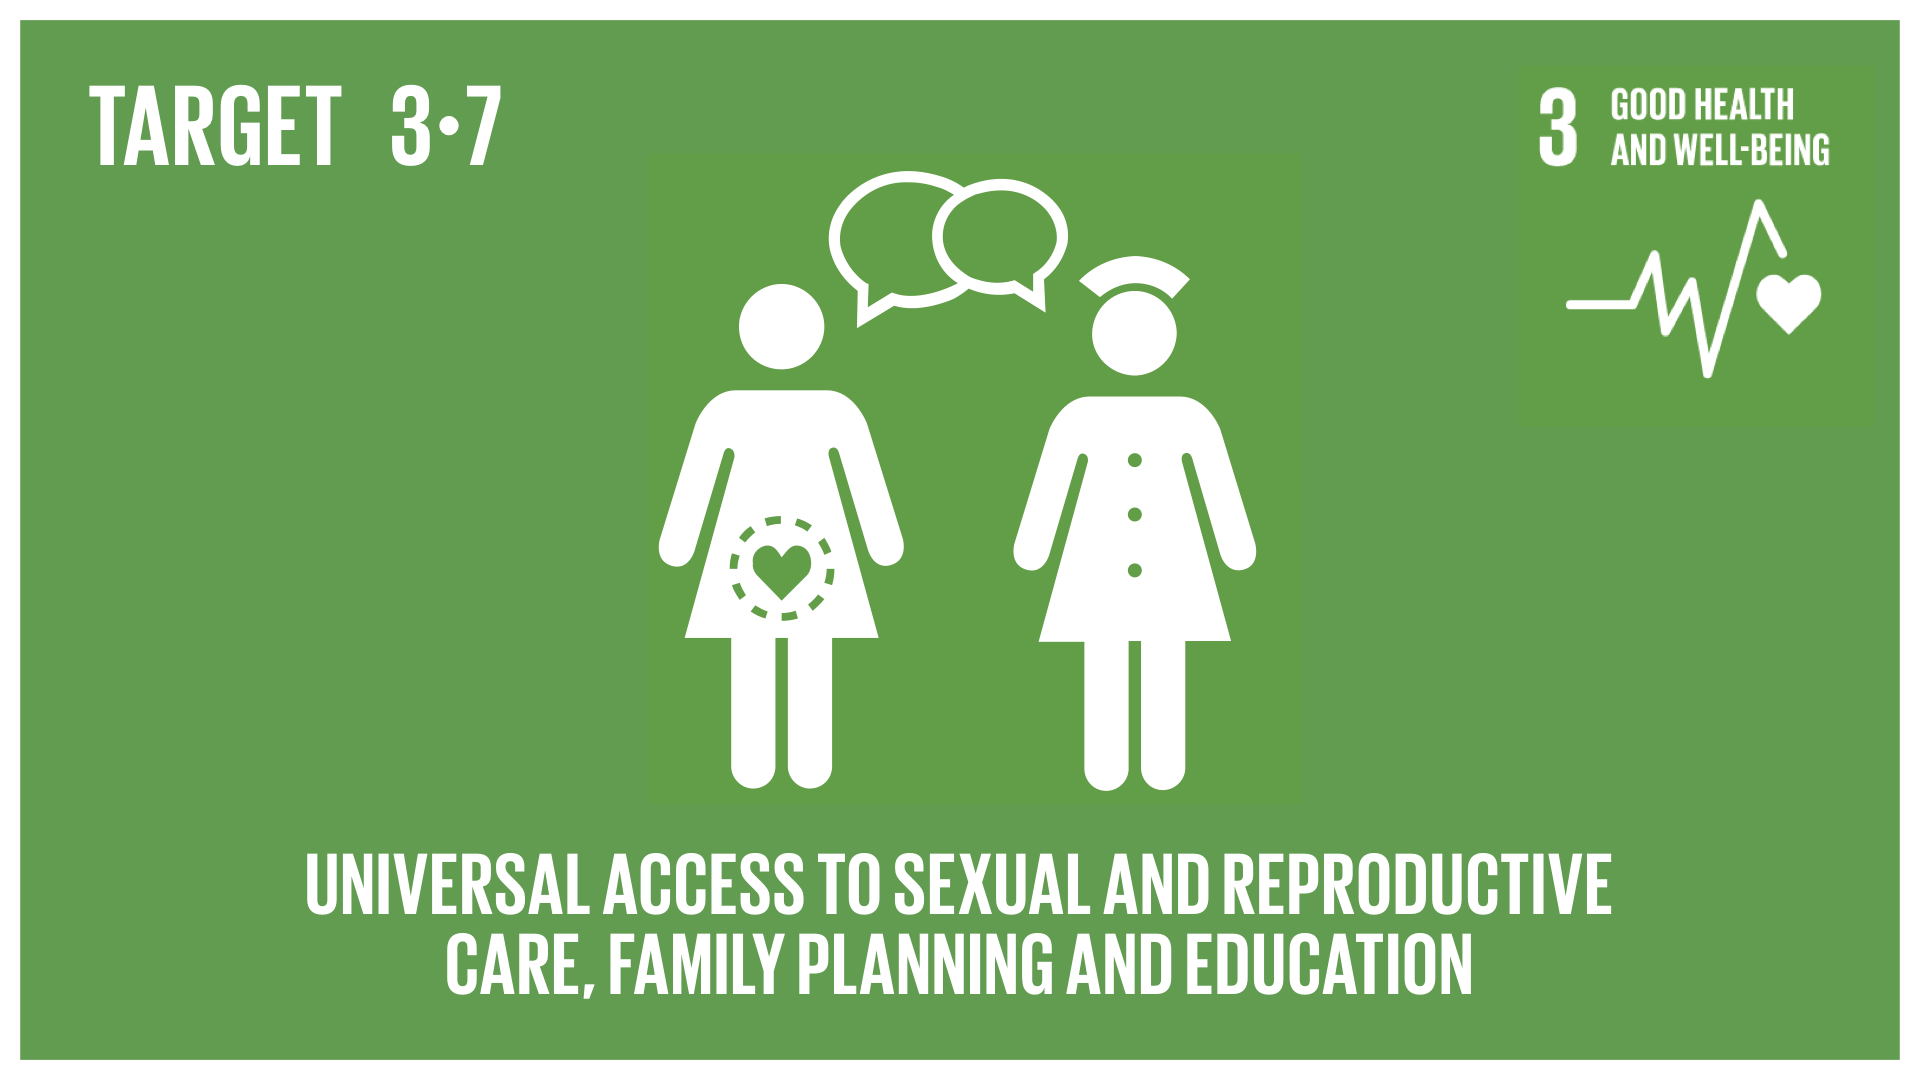 TARGET 3·7
3 GOOD HEALTH
AND WELL-BEING
UNIVERSAL ACCESS TO SEXUAL AND REPRODUCTIVE
CARE, FAMILY PLANNING AND EDUCATION